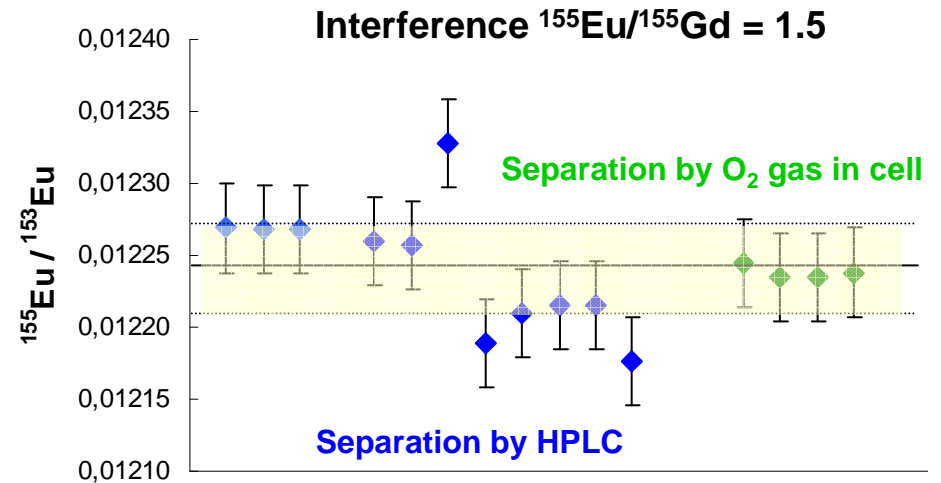 Interference ¹⁵⁵Eu/¹⁵⁵Gd = 1.5
0,01240
0,01235
0,01230
0,01225
0,01220
0,01215
0,01210
¹⁵⁵Eu / ¹⁵³Eu
Separation by O₂ gas in cell
Separation by HPLC